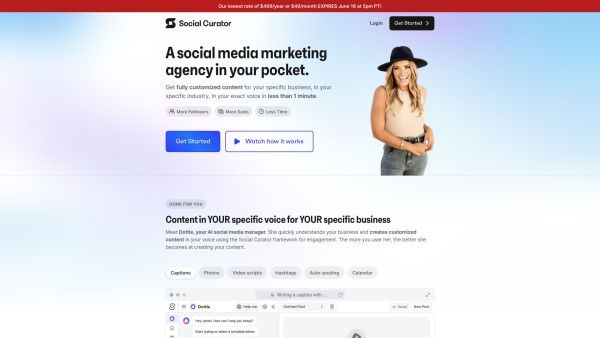 Our lowest rate of $499/year or $49/month EXPIRES June 16 at 5pm PT!
Social Curator
Login
Get Started >
A social media marketing
agency in your pocket.
Get fully customized content for your specific business, in your
specific industry, in your exact voice in less than 1 minute.
More Followers
More Sales
Less Time
Get Started
Watch how it works
DONE FOR YOU
Content in YOUR specific voice for YOUR specific business
Meet Dottie, your AI social media manager. She quickly understands your business and creates customized
content in your voice using the Social Curator framework for engagement. The more you user her, the better she
becomes at creating your content.
Captions
Photos
Video scripts
Hashtags
Auto-posting
Calendar
Writing a caption with ...
Dottie
Help me
Untitled Post
Saved
New Post
Hey Jenna! How can I help you today?
Start typing or select a template below